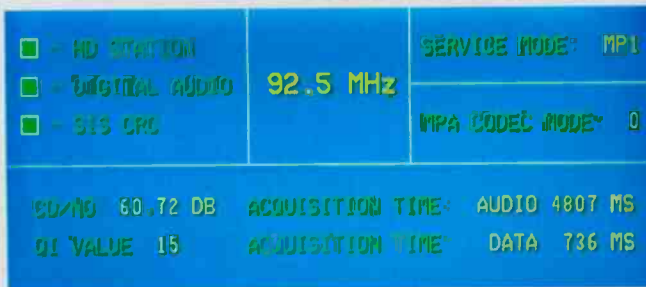 - HD STATION
- DIGITAL AUDIO
- SIS CRC
92.5 MHz
SERVICE MODE: MP1
MPA CODEC MODE: 0
CD/NO 60.72 DB ACQUISITION TIME: AUDIO 4807 MS
QI VALUE 15 ACQUISITION TIME: DATA 736 MS